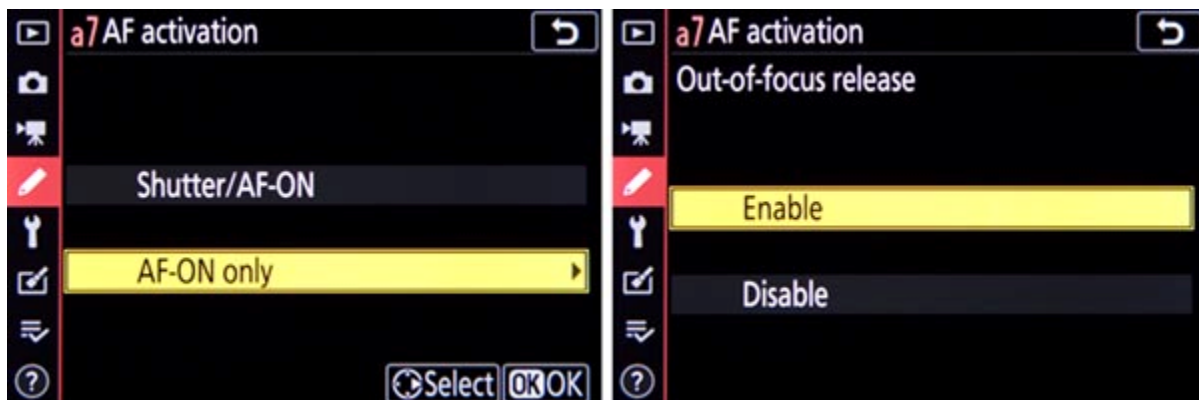 a7 AF activation
Shutter/AF-ON
AF-ON only
Select OK OK
a7 AF activation
Out-of-focus release
Enable
Disable